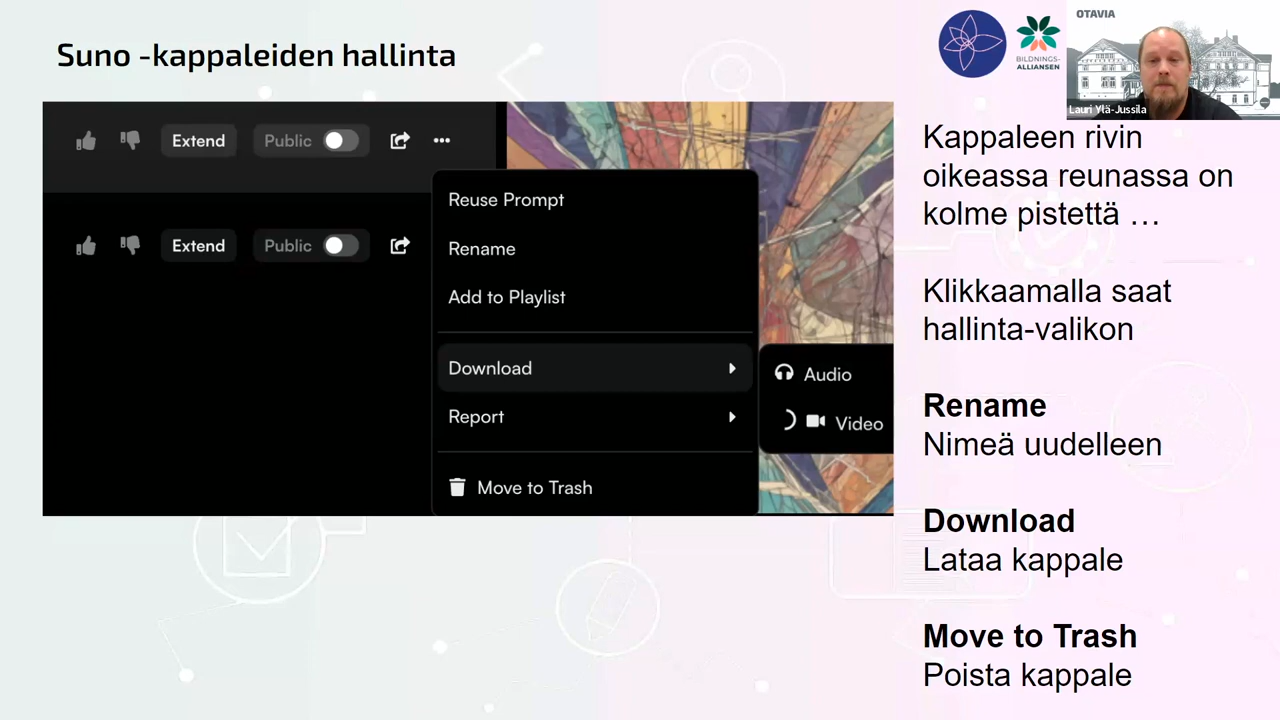 Suno -kappaleiden hallinta
BILDNINGS-
ALLIANSEN
OTAVIA
Lauri Ylä-Jussila
Extend
Public
Extend
Public
Reuse Prompt
Rename
Add to Playlist
Download
Report
Move to Trash
Audio
Video
Kappaleen rivin
oikeassa reunassa on
kolme pistettä …
Klikkaamalla saat
hallinta-valikon
Rename
Nimeä uudelleen
Download
Lataa kappale
Move to Trash
Poista kappale